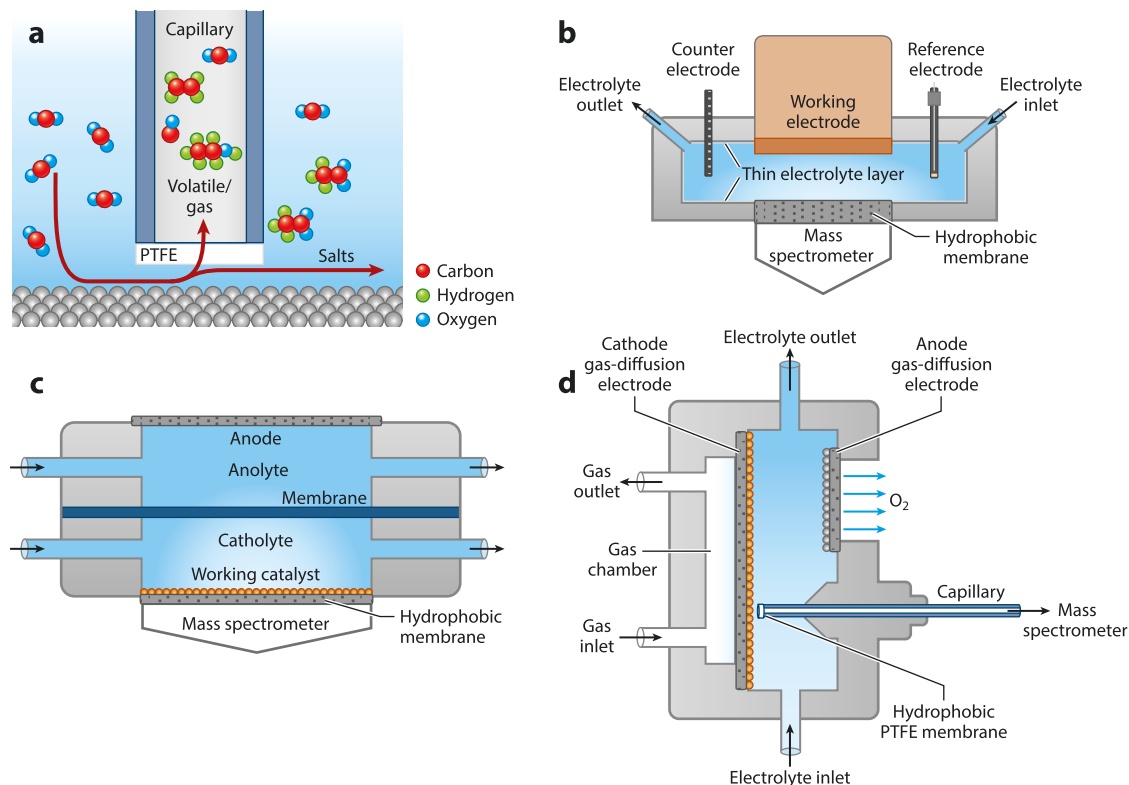 a
Capillary
Volatile/
gas
PTFE
Salts
Carbon
Hydrogen
Oxygen
b
Counter
electrode
Reference
electrode
Electrolyte
outlet
Electrolyte
inlet
Working
electrode
Thin electrolyte layer
Mass
spectrometer
Hydrophobic
membrane
c
Anode
Anolyte
Membrane
Catholyte
Working catalyst
Mass spectrometer
Hydrophobic
membrane
d
Electrolyte outlet
Cathode
gas-diffusion
electrode
Anode
gas-diffusion
electrode
Gas
outlet
O2
Gas
chamber
Capillary
Mass
spectrometer
Gas
inlet
Hydrophobic
PTFE membrane
Electrolyte inlet